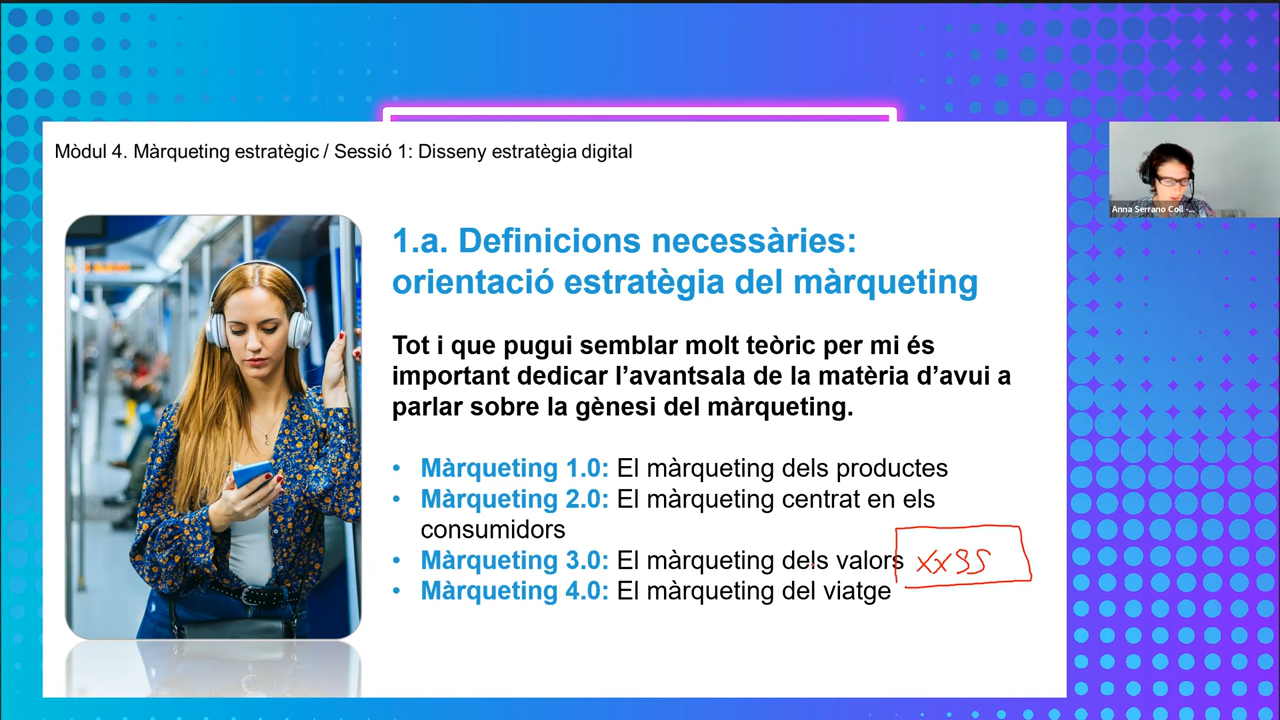 Mòdul 4. Màrqueting estratègic / Sessió 1: Disseny estratègia digital
Anna Serrano Coll -...
1.a. Definicions necessàries:
orientació estratègia del màrqueting
Tot i que pugui semblar molt teòric per mi és
important dedicar l’avantsala de la matèria d’avui a
parlar sobre la gènesi del màrqueting.
• Màrqueting 1.0: El màrqueting dels productes
• Màrqueting 2.0: El màrqueting centrat en els
consumidors
• Màrqueting 3.0: El màrqueting dels valors xxss
• Màrqueting 4.0: El màrqueting del viatge